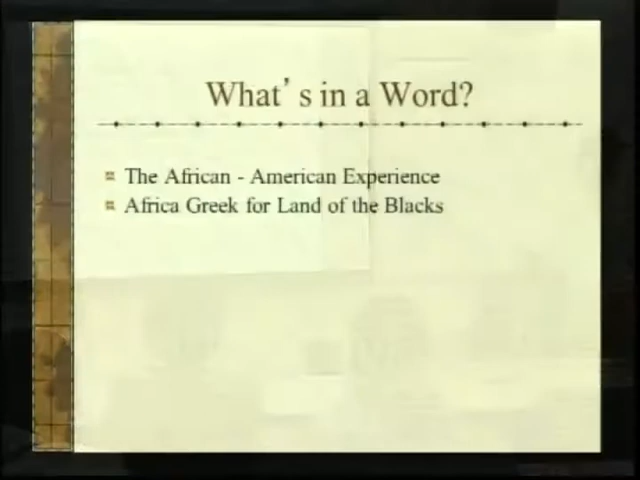 What's in a Word?
The African - American Experience
Africa Greek for Land of the Blacks